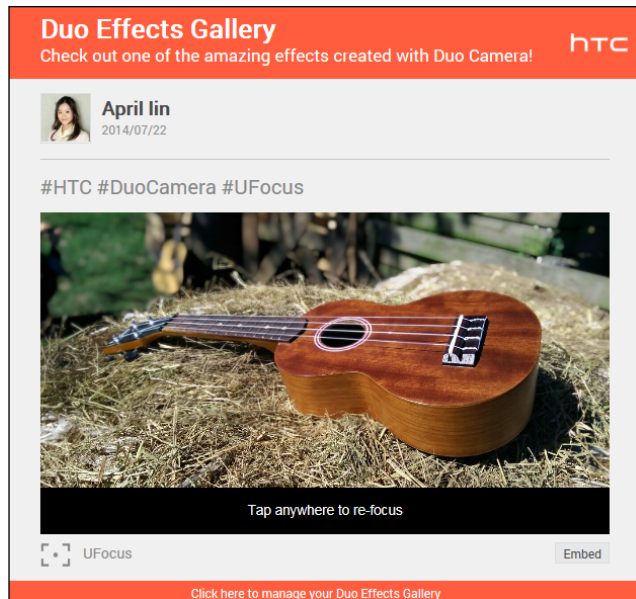 Duo Effects Gallery
Check out one of the amazing effects created with Duo Camera!
hTC
April lin
2014/07/22
#HTC #DuoCamera #UFocus
Tap anywhere to re-focus
UFocus
Embed
Click here to manage your Duo Effects Gallery